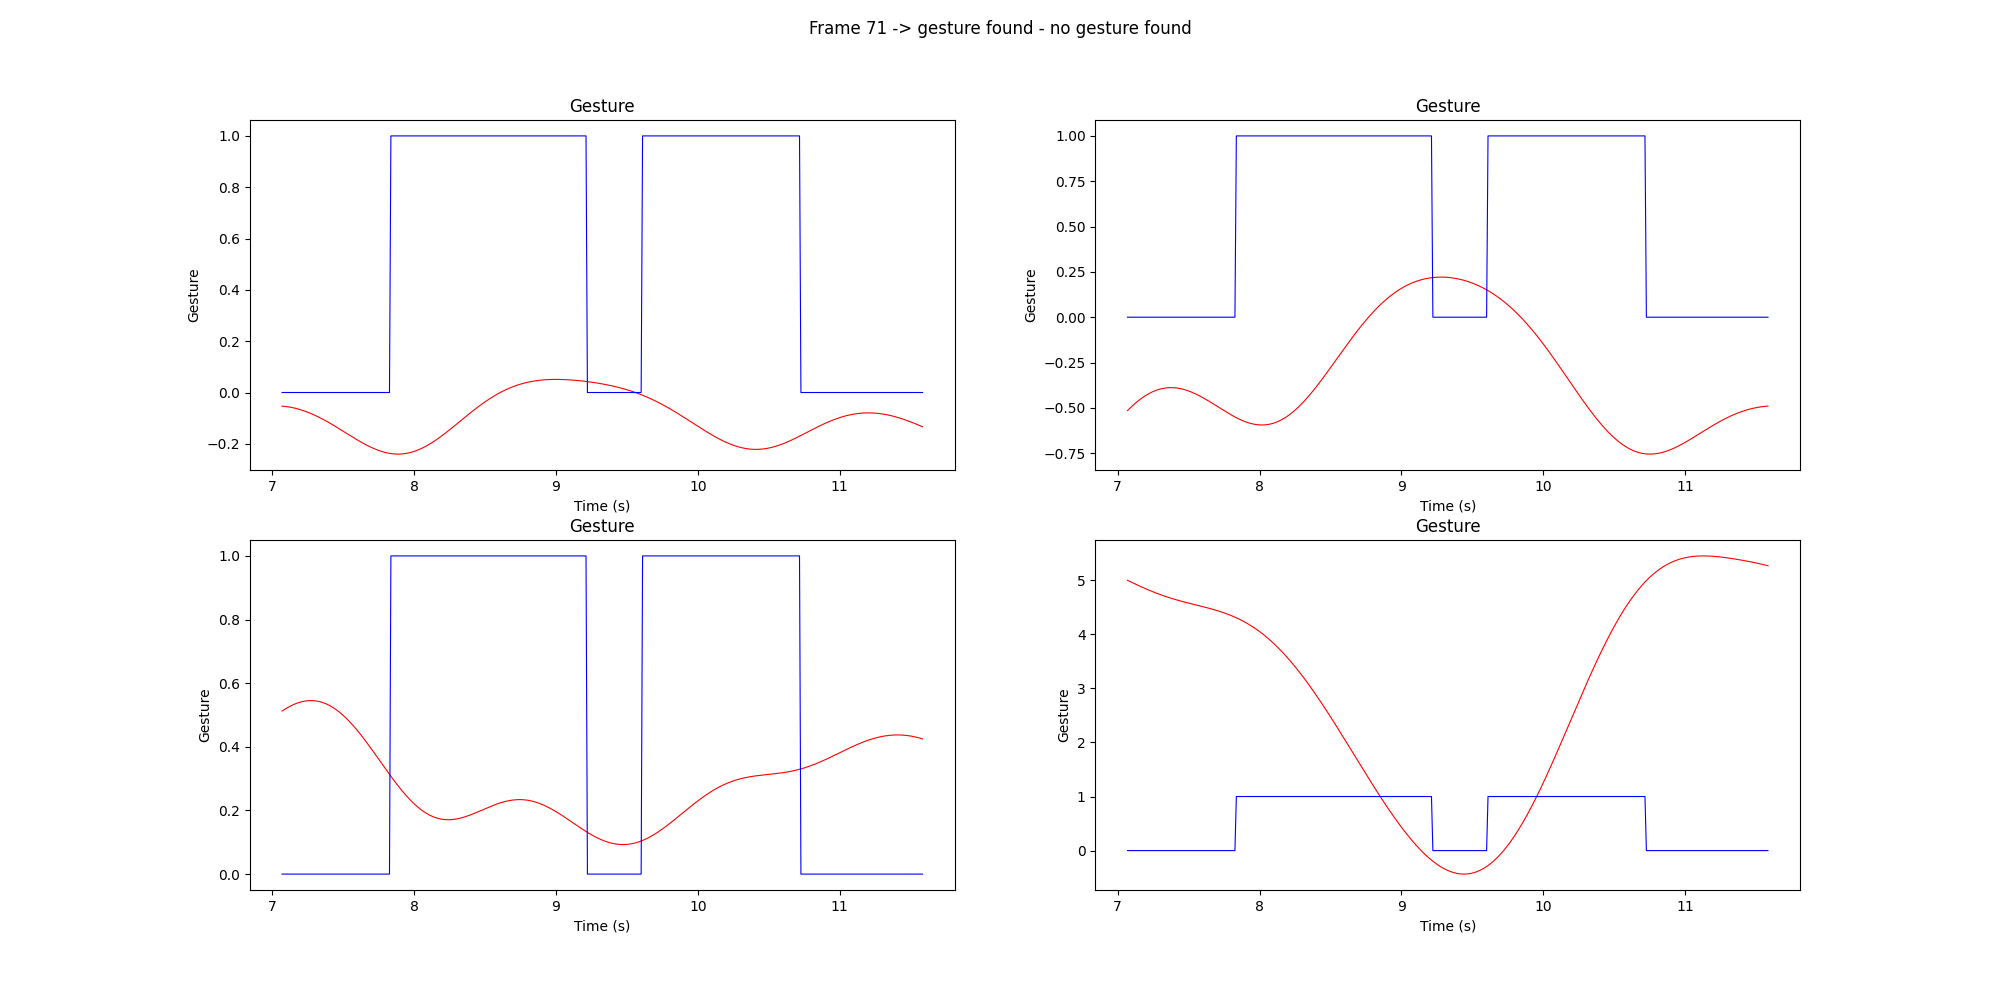 Frame 71 -> gesture found - no gesture found
Gesture
1.0
0.8
0.6
0.4
0.2
0.0
−0.2
Gesture
7 8 9 10 11
Time (s)
Gesture
1.00
0.75
0.50
0.25
0.00
−0.25
−0.50
−0.75
Gesture
7 8 9 10 11
Time (s)
Gesture
1.0
0.8
0.6
0.4
0.2
0.0
Gesture
7 8 9 10 11
Time (s)
Gesture
5
4
3
2
1
0
Gesture
7 8 9 10 11
Time (s)